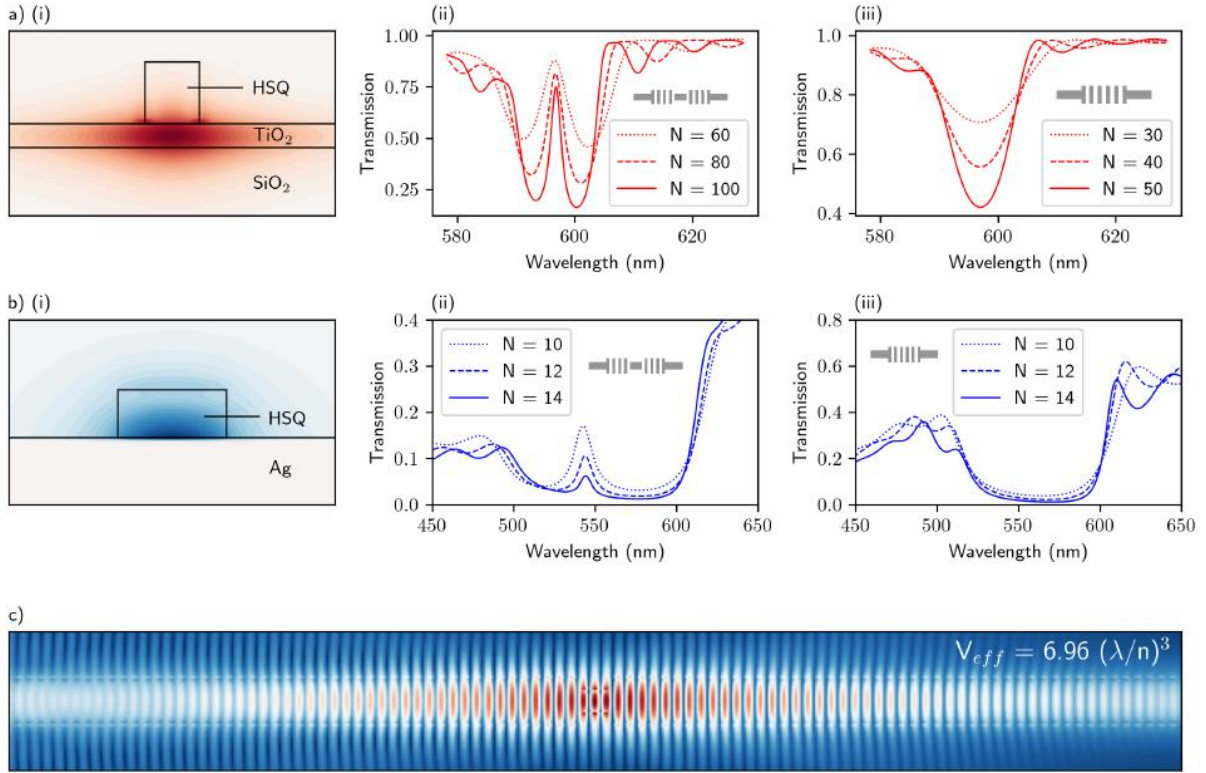 a) (i)
HSQ
TiO₂
SiO₂
(ii)
Transmission
1.00
0.75
0.50
0.25
N = 60
N = 80
N = 100
580
600
620
Wavelength (nm)
(iii)
Transmission
1.0
0.8
0.6
0.4
N = 30
N = 40
N = 50
580
600
620
Wavelength (nm)
b) (i)
HSQ
Ag
(ii)
Transmission
0.4
0.3
0.2
0.1
0.0
N = 10
N = 12
N = 14
450
500
550
600
Wavelength (nm)
(iii)
Transmission
0.8
0.6
0.4
0.2
0.0
N = 10
N = 12
N = 14
450
500
550
600
650
Wavelength (nm)
c)
V_eff = 6.96 (λ/n)³